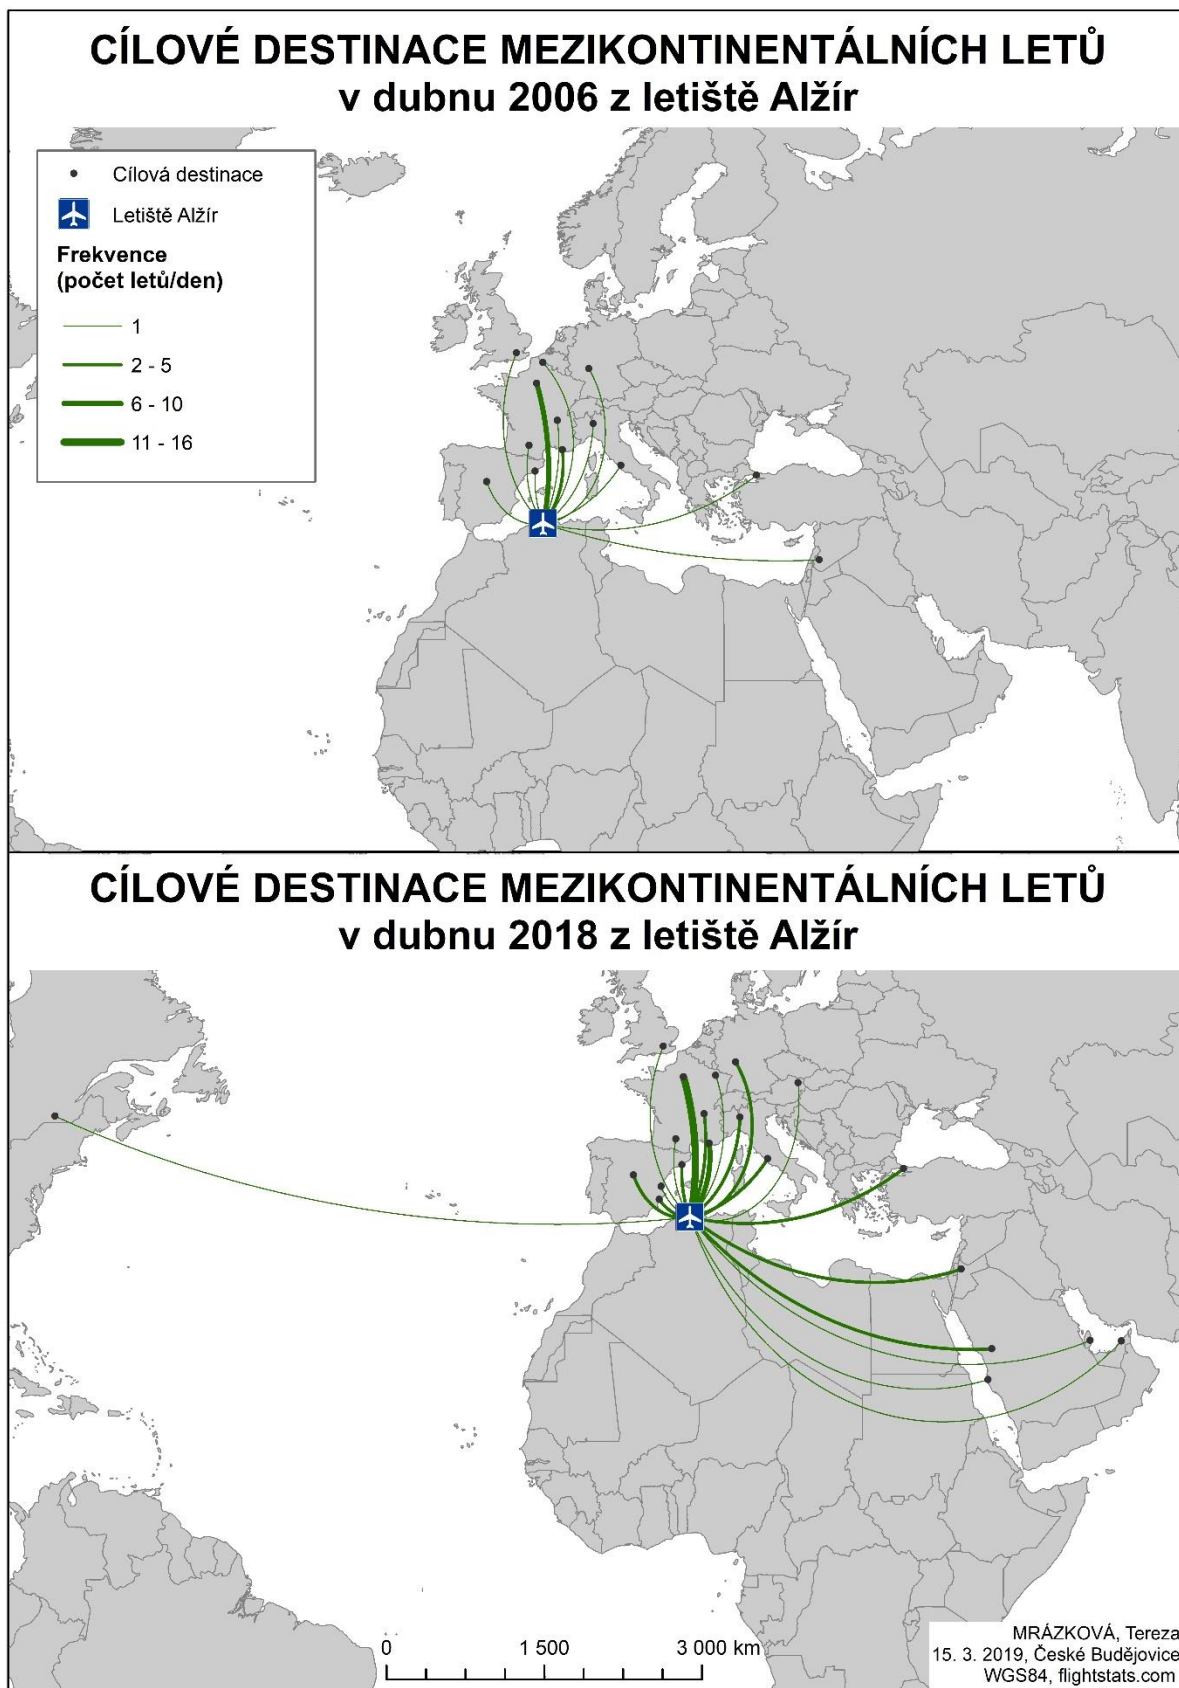 CÍLOVÉ DESTINACE MEZIKONTINENTÁLNÍCH LETŮ
v dubnu 2006 z letiště Alžír
Cílová destinace
Letiště Alžír
Frekvence
(počet letů/den)
1
2 - 5
6 - 10
11 - 16
CÍLOVÉ DESTINACE MEZIKONTINENTÁLNÍCH LETŮ
v dubnu 2018 z letiště Alžír
0 1 500 3 000 km
MRÁZKOVÁ, Tereza
15. 3. 2019, České Budějovice
WGS84, flightstats.com